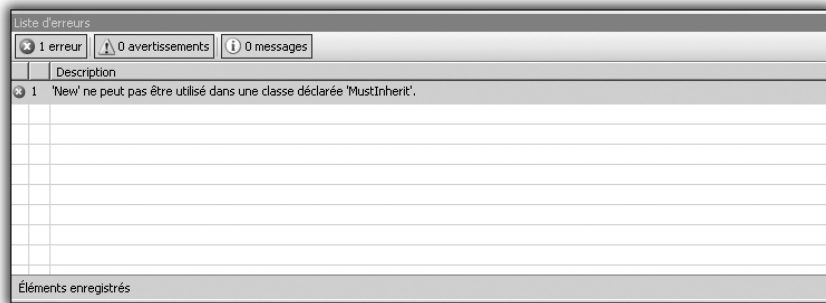 Liste d'erreurs
1 erreur 0 avertissements 0 messages
Description
1 'New' ne peut pas être utilisé dans une classe déclarée 'MustInherit'.
Éléments enregistrés